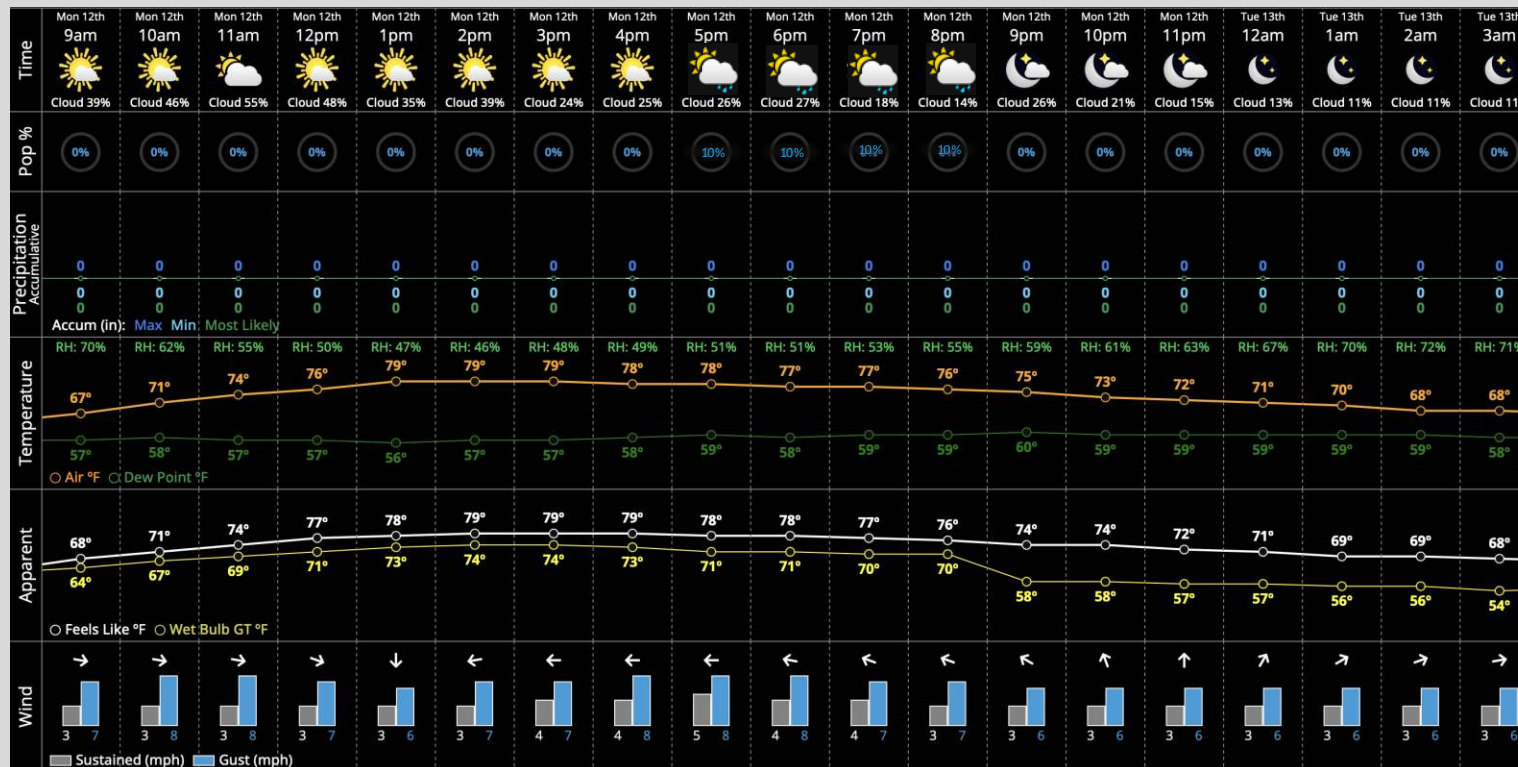 Time
Mon 12th Mon 12th Mon 12th Mon 12th Mon 12th Mon 12th Mon 12th Mon 12th Mon 12th Mon 12th Mon 12th Mon 12th Mon 12th Mon 12th Mon 12th Tue 13th Tue 13th Tue 13th Tue 13th
9am 10am 11am 12pm 1pm 2pm 3pm 4pm 5pm 6pm 7pm 8pm 9pm 10pm 11pm 12am 1am 2am 3am
Cloud 39% Cloud 46% Cloud 55% Cloud 48% Cloud 35% Cloud 39% Cloud 24% Cloud 25% Cloud 26% Cloud 27% Cloud 18% Cloud 14% Cloud 26% Cloud 21% Cloud 15% Cloud 13% Cloud 11% Cloud 11% Cloud 11
Pop %
0% 0% 0% 0% 0% 0% 0% 0% 10% 10% 10% 10% 0% 0% 0% 0% 0% 0% 0%
Precipitation
Accumulative
0 0 0 0 0 0 0 0 0 0 0 0 0 0 0 0 0 0 0
0 0 0 0 0 0 0 0 0 0 0 0 0 0 0 0 0 0 0
0 0 0 0 0 0 0 0 0 0 0 0 0 0 0 0 0 0 0
Accum (in): Max Min Most Likely
Temperature
RH: 70% RH: 62% RH: 55% RH: 50% RH: 47% RH: 46% RH: 48% RH: 49% RH: 51% RH: 51% RH: 53% RH: 55% RH: 59% RH: 61% RH: 63% RH: 67% RH: 70% RH: 72% RH: 71%
67° 71° 74° 76° 79° 79° 79° 78° 78° 77° 77° 76° 75° 73° 72° 71° 70° 68° 68°
57° 58° 57° 57° 56° 57° 57° 58° 59° 58° 59° 59° 60° 59° 59° 59° 59° 59° 58°
Air °F Dew Point °F
Apparent
68° 71° 74° 77° 78° 79° 79° 79° 78° 78° 77° 76° 74° 74° 72° 71° 69° 69° 68°
64° 67° 69° 71° 73° 74° 74° 73° 71° 71° 70° 70° 58° 58° 57° 57° 56° 56° 54°
Feels Like °F Wet Bulb GT °F
Wind
3 7 3 8 3 8 3 7 3 6 3 7 4 7 4 8 5 8 4 8 4 7 3 7 3 6 3 6 3 6 3 6 3 6 3 6 3 6
Sustained (mph) Gust (mph)